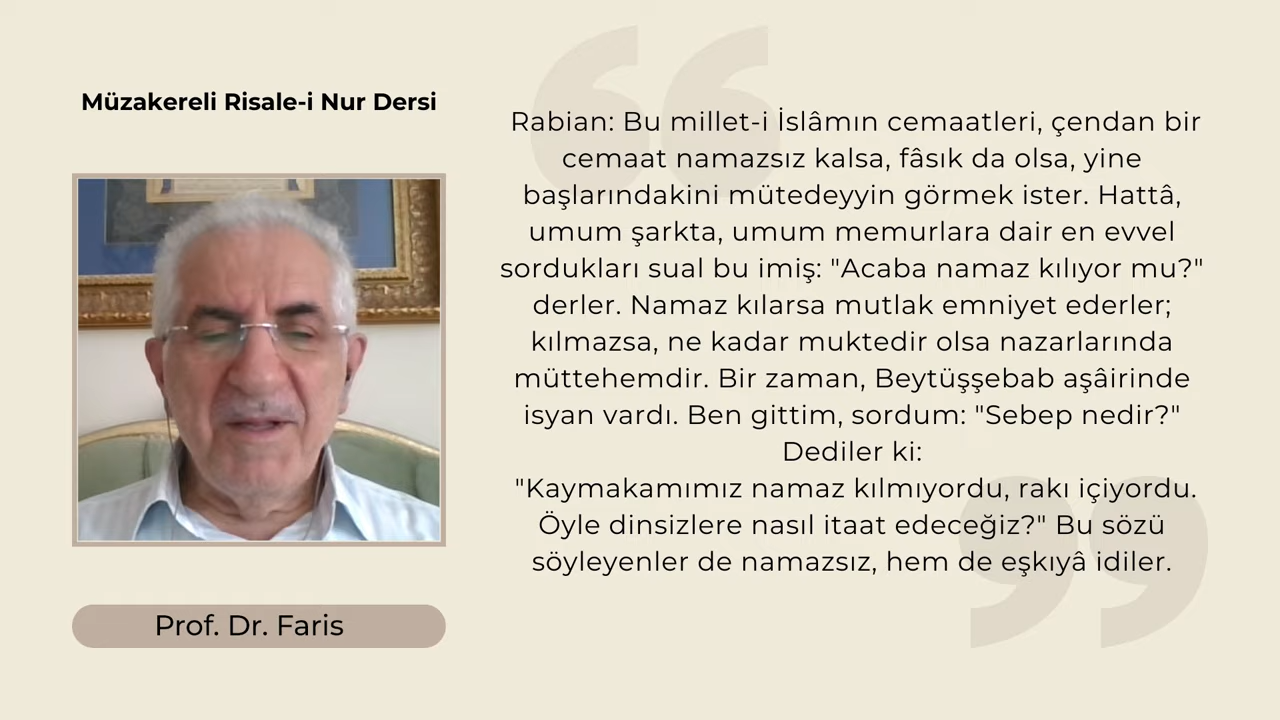 Müzakereli Risale-i Nur Dersi
Rabian: Bu millet-i İslâmın cemaatleri, çendan bir
cemaat namazsız kalsa, fâsık da olsa, yine
başlarındakini mütedeyyin görmek ister. Hattâ,
umum şarkta, umum memurlara dair en evvel
sordukları sual bu imiş: "Acaba namaz kılıyor mu?"
derler. Namaz kılarsa mutlak emniyet ederler;
kılmazsa, ne kadar muktedir olsa nazarlarında
müttehemdir. Bir zaman, Beytüşşebab aşâirinde
isyan vardı. Ben gittim, sordum: "Sebep nedir?"
Dediler ki:
"Kaymakamımız namaz kılmıyordu, rakı içiyordu.
Öyle dinsizlere nasıl itaat edeceğiz?" Bu sözü
söyleyenler de namazsız, hem de eşkıyâ idiler.
Prof. Dr. Faris